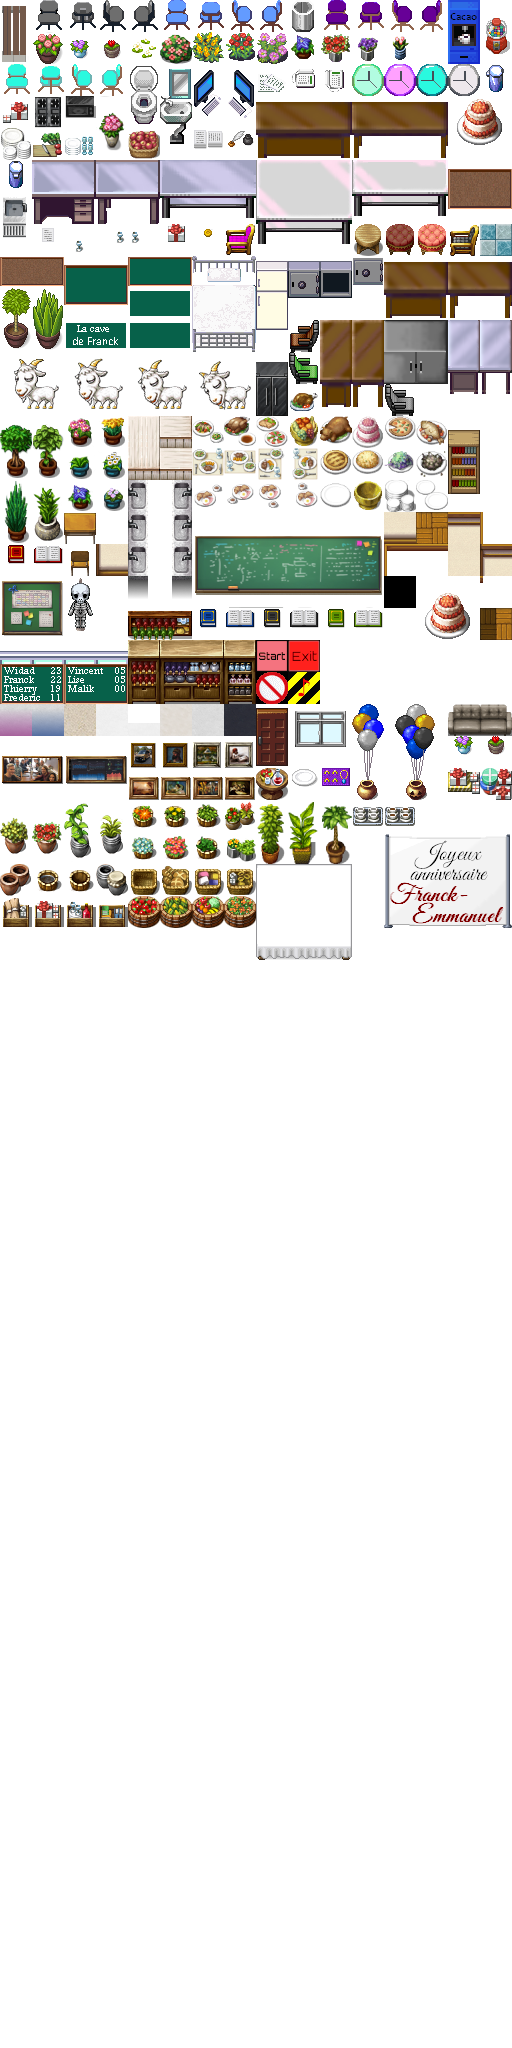 Cacao
La cave
de Franck
Widad 23
Franck 22
Thierry 19
Frederic 11
Vincent 05
Lise 05
Malik 00
Start
Exit
Joyeux
anniversaire
Franck-
Emmanuel